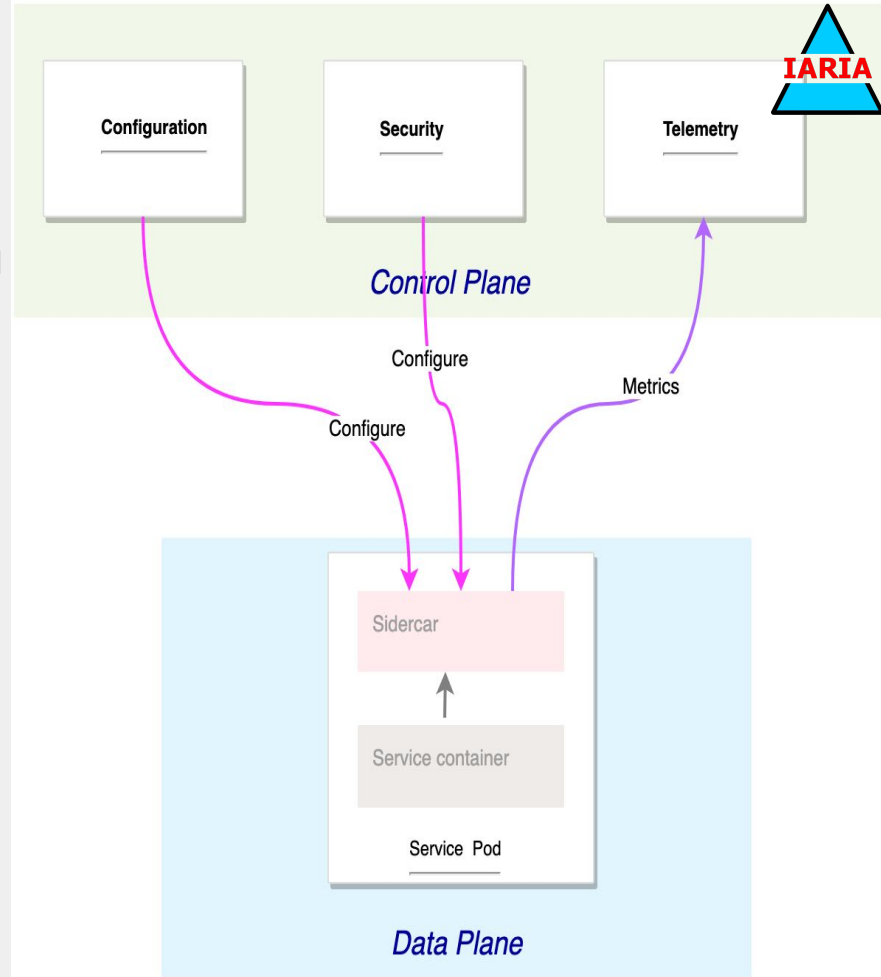 IARIA
Configuration
Security
Telemetry
Control Plane
Configure
Metrics
Configure
Sidercar
Service container
Service Pod
Data Plane